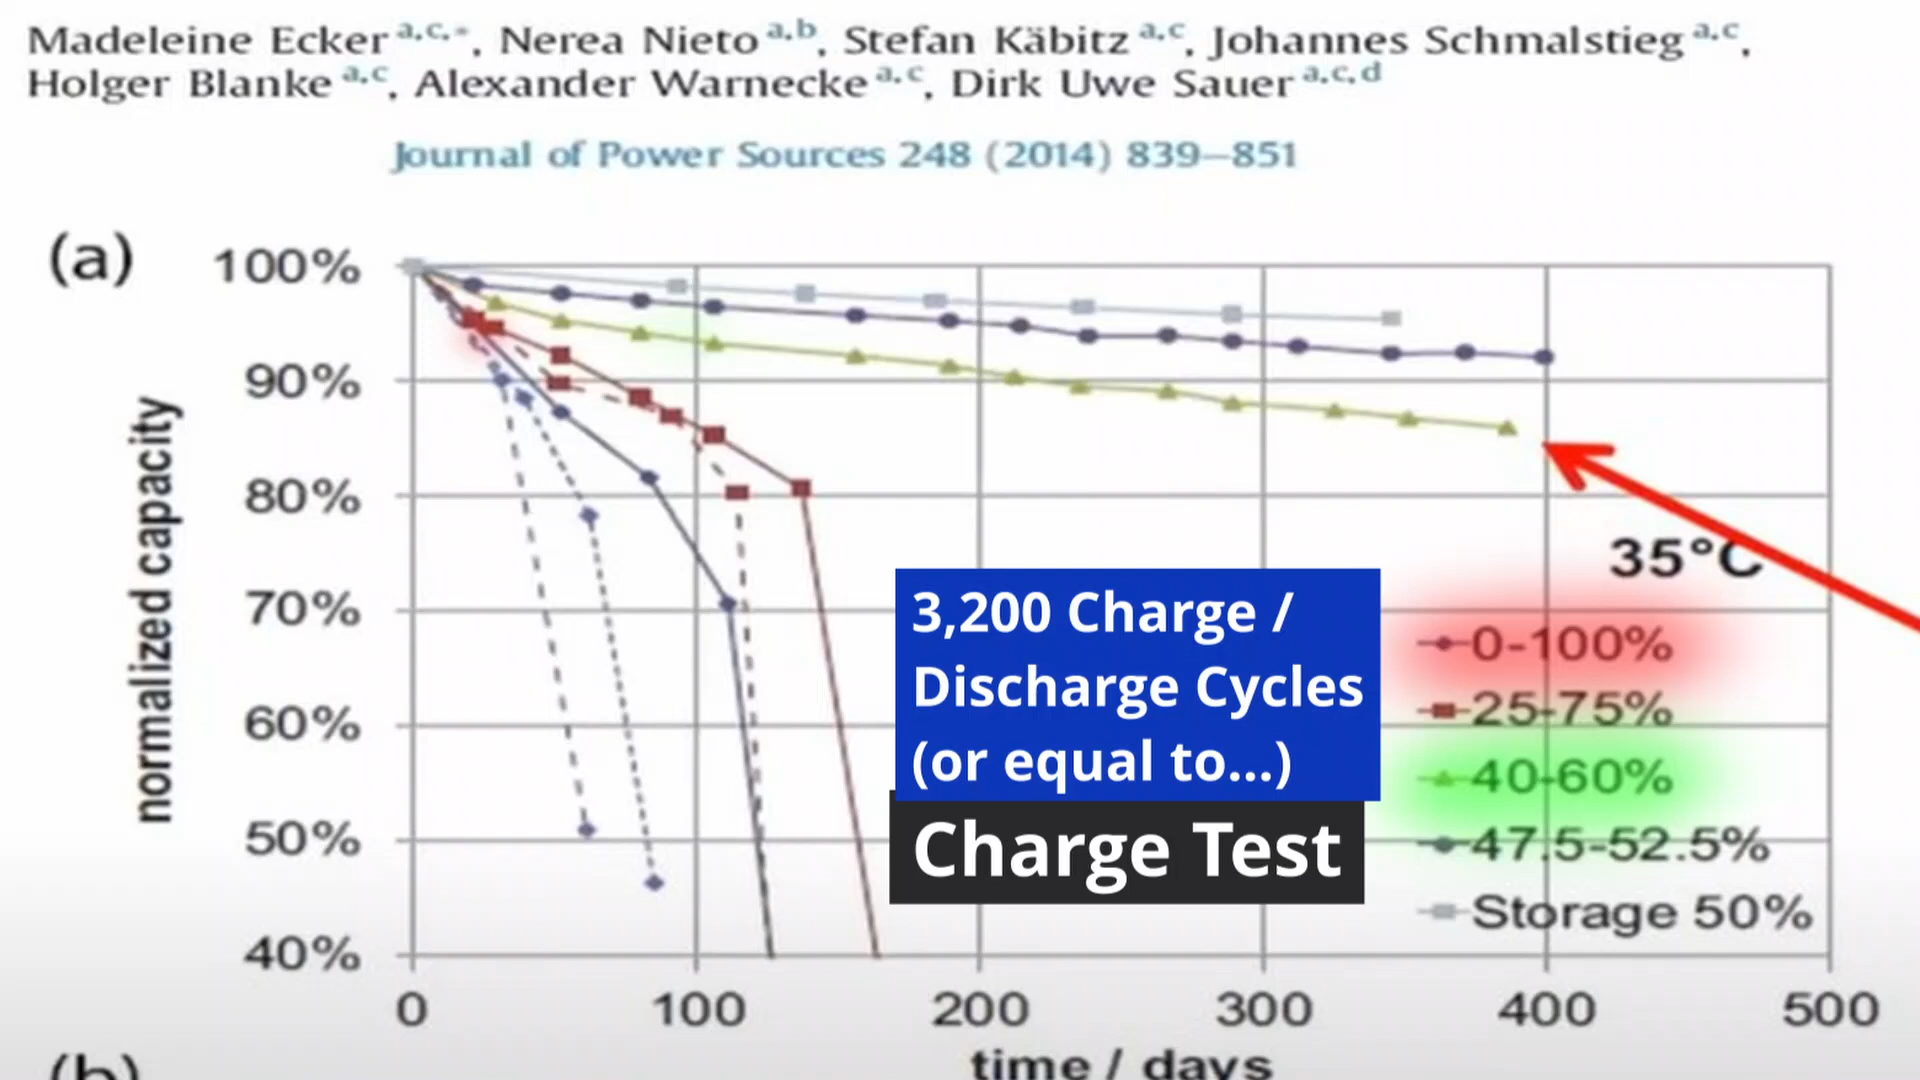 Madeleine Ecker a,c,*, Nerea Nieto a,b, Stefan Käbitz a,c, Johannes Schmalstieg a,c,
Holger Blanke a,c, Alexander Warnecke a,c, Dirk Uwe Sauer a,c,d
Journal of Power Sources 248 (2014) 839–851
(a)
100%
90%
80%
70%
60%
50%
40%
normalized capacity
35°C
3,200 Charge /
Discharge Cycles
(or equal to...)
Charge Test
0-100%
25-75%
40-60%
47.5-52.5%
Storage 50%
0 100 200 300 400 500
time / days
(b)